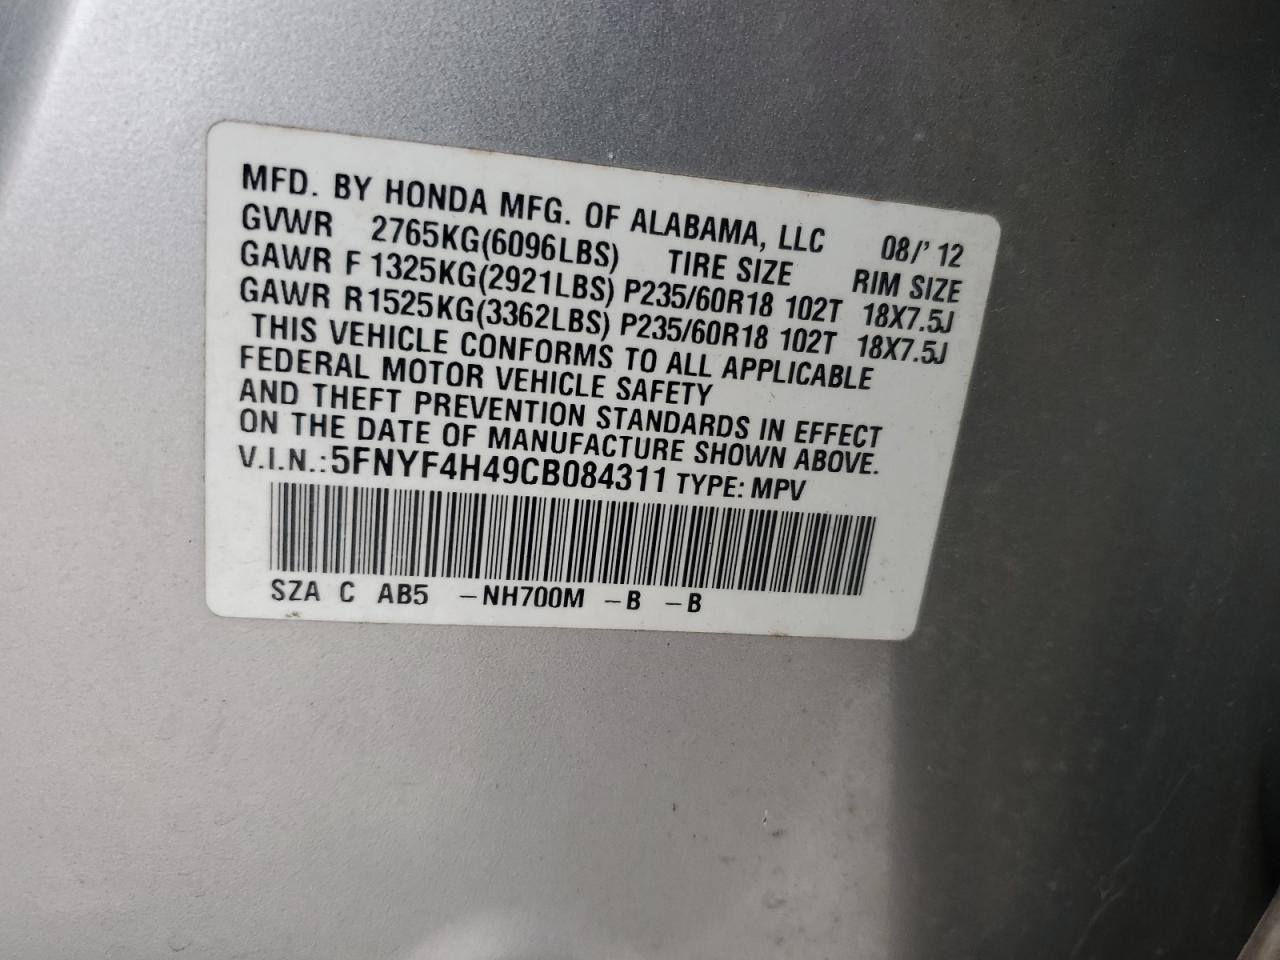 MFD. BY HONDA MFG. OF ALABAMA, LLC 08/' 12
GVWR 2765KG(6096LBS) TIRE SIZE RIM SIZE
GAWR F 1325KG(2921LBS) P235/60R18 102T 18X7.5J
GAWR R1525KG(3362LBS) P235/60R18 102T 18X7.5J
THIS VEHICLE CONFORMS TO ALL APPLICABLE
FEDERAL MOTOR VEHICLE SAFETY
AND THEFT PREVENTION STANDARDS IN EFFECT
ON THE DATE OF MANUFACTURE SHOWN ABOVE.
V.I.N.:5FNYF4H49CB084311 TYPE: MPV
SZA C AB5 –NH700M –B –B